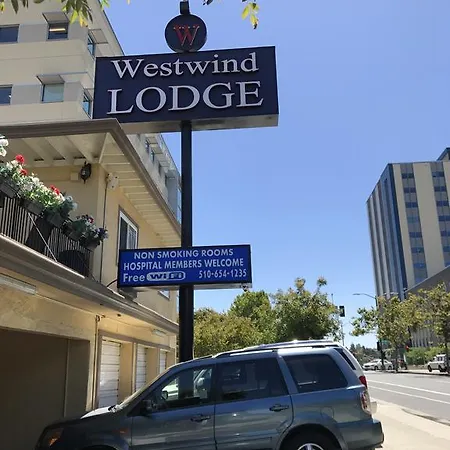 W
Westwind
LODGE
NON SMOKING ROOMS
HOSPITAL MEMBERS WELCOME
Free WiFi 510-654-1235